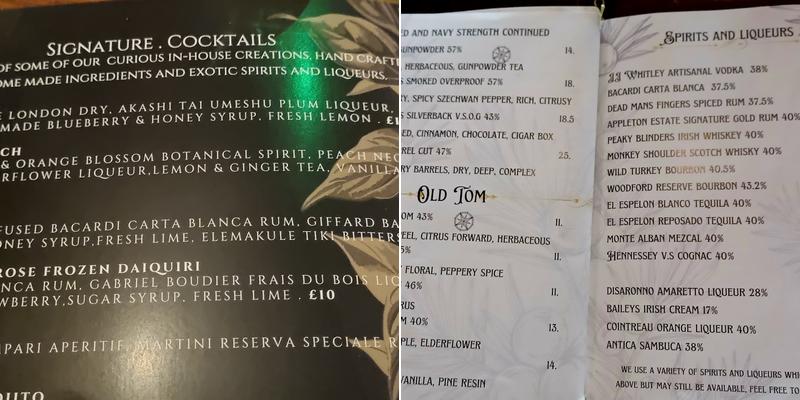 SIGNATURE . COCKTAILS
OF SOME OF OUR CURIOUS IN-HOUSE CREATIONS, HAND CRAFT
OME MADE INGREDIENTS AND EXOTIC SPIRITS AND LIQUEURS.
LONDON DRY, AKASHI TAI UMESHU PLUM LIQUEUR,
MADE BLUEBERRY & HONEY SYRUP. FRESH LEMON .
CH
& ORANGE BLOSSOM BOTANICAL SPIRIT, PEACH NEC
RFLOWER LIQUEUR,LEMON & GINGER TEA, VANILLA
FUSED BACARDI CARTA BLANCA RUM, GIFFARD BA
ONEY SYRUP,FRESH LIME, ELEMAKULE TIKI BITTERS
ROSE FROZEN DAIQUIRI
NCA RUM, GABRIEL BOUDIER FRAIS DU BOIS LIQ
WBERRY,SUGAR SYRUP. FRESH LIME . £10
MPARI APERITIF, MARTINI RESERVA SPECIALE R
ED AND NAVY STRENGTH CONTINUED
GUNPOWDER 57% 14.
HERBACEOUS, GUNPOWDER TEA
S SMOKED OVERPROOF 57% 18.
RY, SPICY SZECHWAN PEPPER, RICH, CITRUSY
S SILVERBACK V.S.O.G 43% 18.5
ED, CINNAMON, CHOCOLATE, CIGAR BOX
REL CUT 47% 25.
RY BARRELS, DRY, DEEP, COMPLEX
OLD TOM
OM 43% 11.
EEL, CITRUS FORWARD, HERBACEOUS
5% 11.
FLORAL, PEPPERY SPICE
46% 11.
RUS
M 40% 13.
PLE, ELDERFLOWER
14.
VANILLA, PINE RESIN
SPIRITS AND LIQUEURS
JJ WHITLEY ARTISANAL VODKA 38%
BACARDI CARTA BLANCA 37.5%
DEAD MANS FINGERS SPICED RUM 37.5%
APPLETON ESTATE SIGNATURE GOLD RUM 40%
PEAKY BLINDERS IRISH WHISKEY 40%
MONKEY SHOULDER SCOTCH WHISKY 40%
WILD TURKEY BOURBON 40.5%
WOODFORD RESERVE BOURBON 43.2%
EL ESPELON BLANCO TEQUILA 40%
EL ESPELON REPOSADO TEQUILA 40%
MONTE ALBAN MEZCAL 40%
HENNESSEY V.S COGNAC 40%
DISARONNO AMARETTO LIQUEUR 28%
BAILEYS IRISH CREAM 17%
COINTREAU ORANGE LIQUEUR 40%
ANTICA SAMBUCA 38%
WE USE A VARIETY OF SPIRITS AND LIQUEURS WHI
ABOVE BUT MAY STILL BE AVAILABLE, FEEL FREE TO